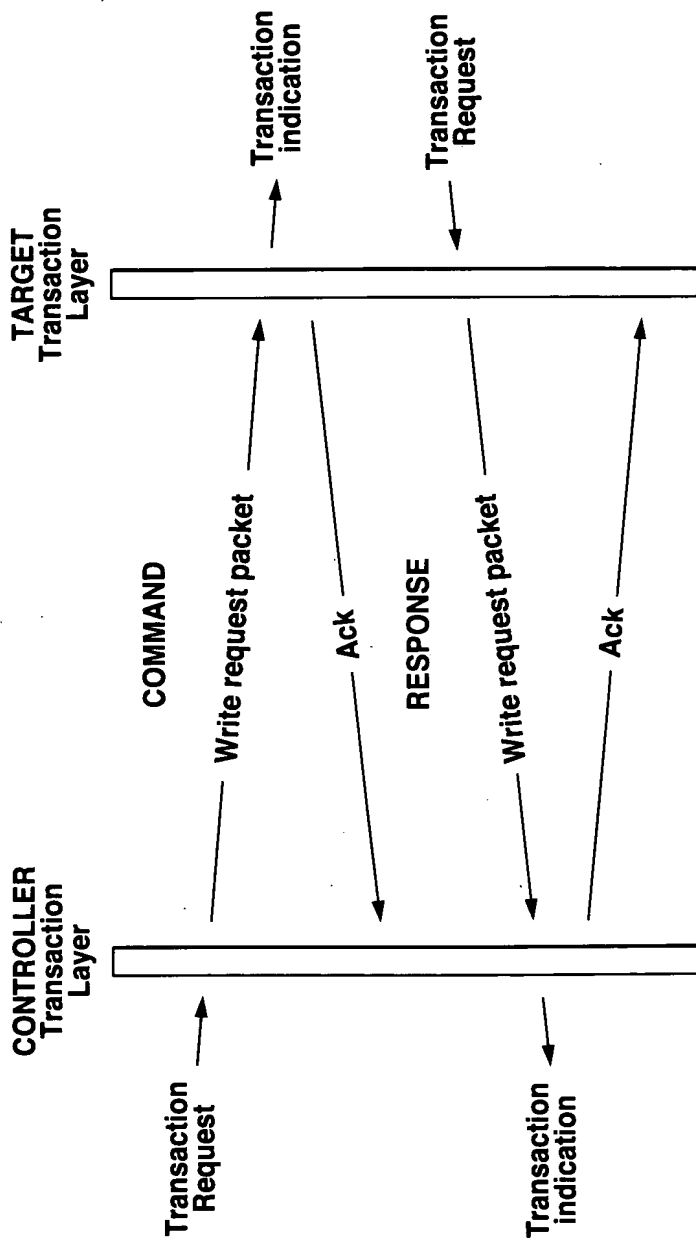 CONTROLLER
Transaction
Layer
TARGET
Transaction
Layer
Transaction
Request
COMMAND
Write request packet
Transaction
indication
Ack
RESPONSE
Transaction
Request
Write request packet
Transaction
indication
Ack